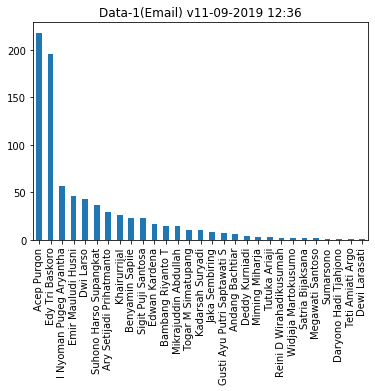 Data-1(Email) v11-09-2019 12:36
200
150
100
50
0
Acep Purqon
Edy Tri Baskoro
I Nyoman Pugeg Aryantha
Emir Mauludi Husni
Dwi Larso
Suhono Harso Supangkat
Ary Setijadi Prihatmanto
Khairurrijal
Benyamin Sapiie
Sigit Puji Santosa
Edwan Kardena
Bambang Riyanto T
Mikrajuddin Abdullah
Togar M Simatupang
Kadarsah Suryadi
Jaka Sembiring
Gusti Ayu Putri Saptawati S
Andang Bachtiar
Deddy Kurniadi
Miming Miharja
Tutuka Ariaji
Reini D Wirahadikusumah
Widjaja Martokusumo
Satria Bijaksana
Megawati Santoso
Sumarsono
Daryono Hadi Tjahjono
Teti Amiati Argo
Dewi Larasati